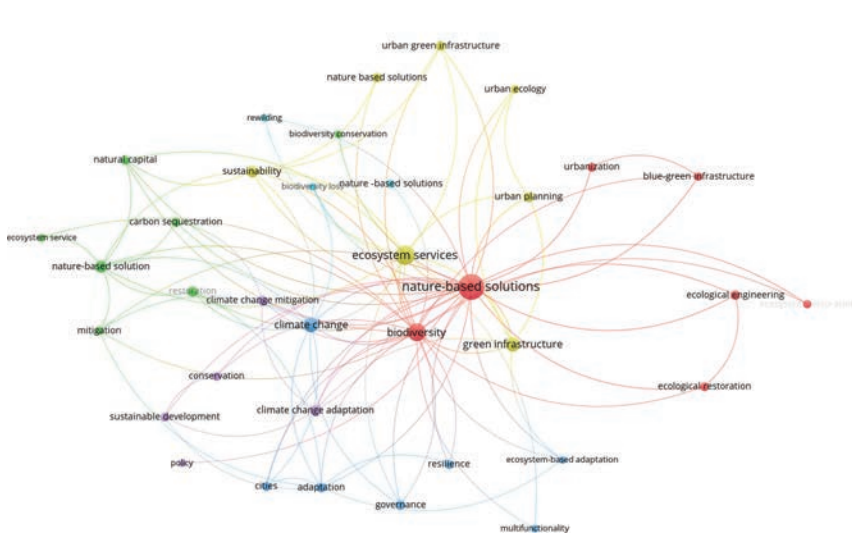 urban green infrastructure
nature based solutions
urban ecology
rewilding
biodiversity conservation
natural capital
sustainability
urbanization
blue-green infrastructure
biodiversity loss
nature -based solutions
urban planning
carbon sequestration
ecosystem service
ecosystem services
nature-based solution
nature-based solutions
restoration
climate change mitigation
ecological engineering
mitigation
climate change
biodiversity
green infrastructure
conservation
ecological restoration
sustainable development
climate change adaptation
policy
resilience
ecosystem-based adaptation
cities
adaptation
governance
multifunctionality